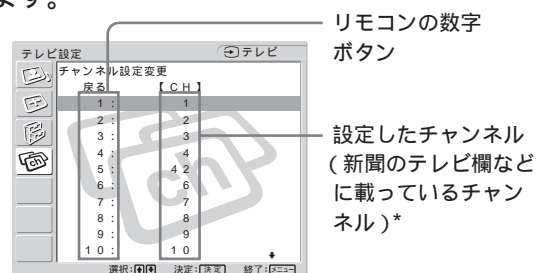 ます。
リモコンの数字
ボタン
テレビ設定 テレビ
チャンネル設定変更
戻る 【CH】
1: 1
2: 2
3: 3
4: 4
5: 42
6: 6
7: 7
8: 8
9: 9
10: 10
選択: 決定:決定 終了:メニュー
設定したチャンネル
(新聞のテレビ欄など
に載っているチャン
ネル)*
ch